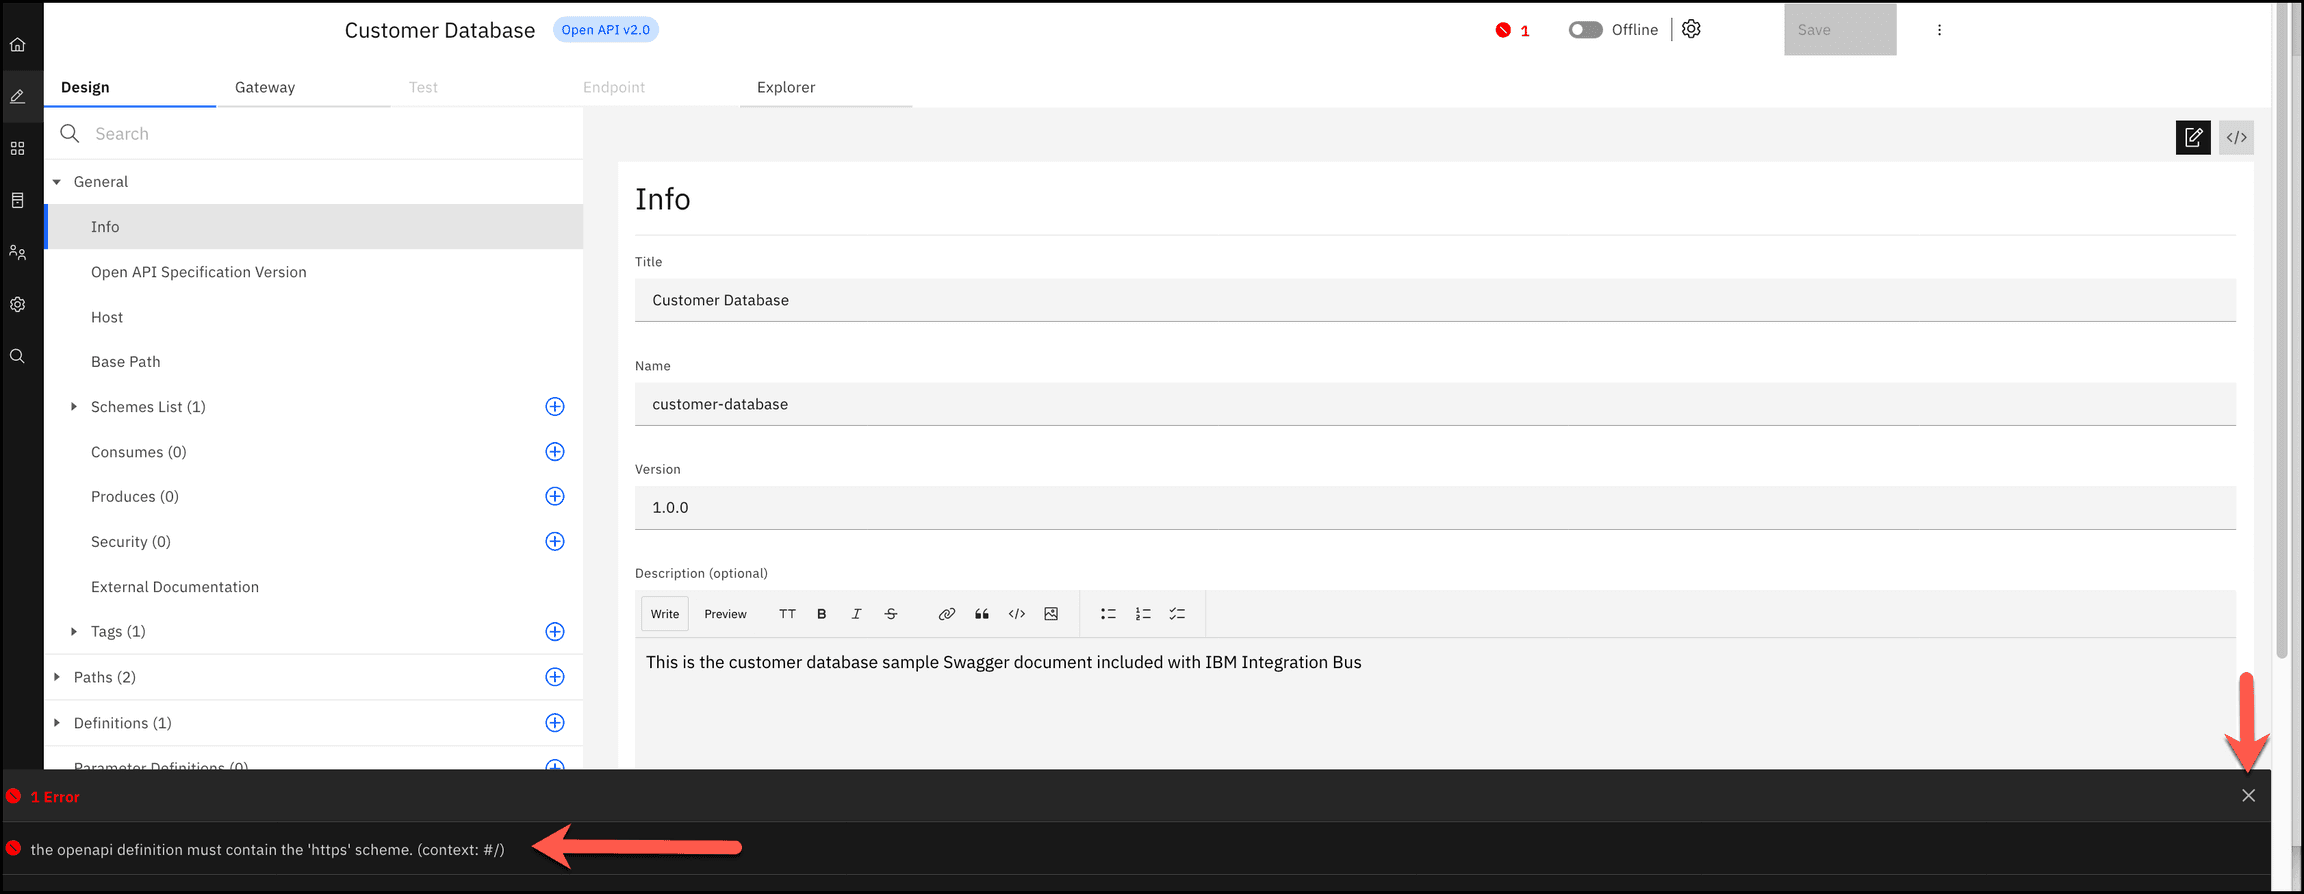 Customer Database
Open API v2.0
1
Offline
Save
Design
Gateway
Test
Endpoint
Explorer
Search
General
Info
Open API Specification Version
Host
Base Path
Schemes List (1)
Consumes (0)
Produces (0)
Security (0)
External Documentation
Tags (1)
Paths (2)
Definitions (1)
Parameter Definitions (0)
Info
Title
Customer Database
Name
customer-database
Version
1.0.0
Description (optional)
Write
Preview
TT
B
I
S
This is the customer database sample Swagger document included with IBM Integration Bus
1 Error
the openapi definition must contain the 'https' scheme. (context: #/)